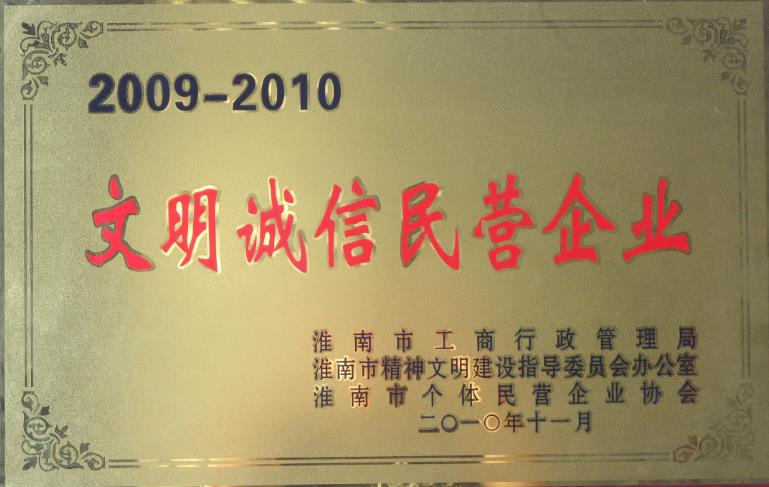 2009-2010
文明诚信民营企业
淮南市工商行政管理局
淮南市精神文明建设指导委员会办公室
淮南市个体民营企业协会
二〇一〇年十一月